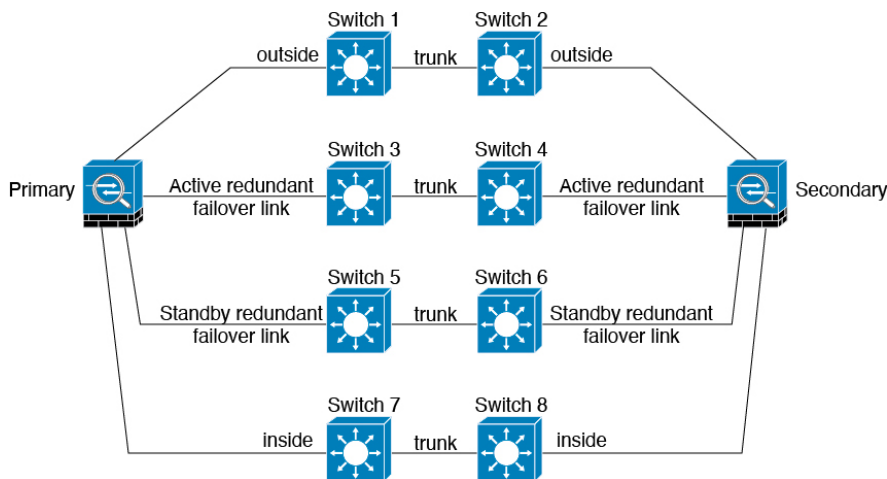 Switch 1
Switch 2
outside
trunk
outside
Switch 3
Switch 4
Primary
Active redundant
failover link
trunk
Active redundant
failover link
Secondary
Switch 5
Switch 6
Standby redundant
failover link
trunk
Standby redundant
failover link
Switch 7
Switch 8
inside
trunk
inside